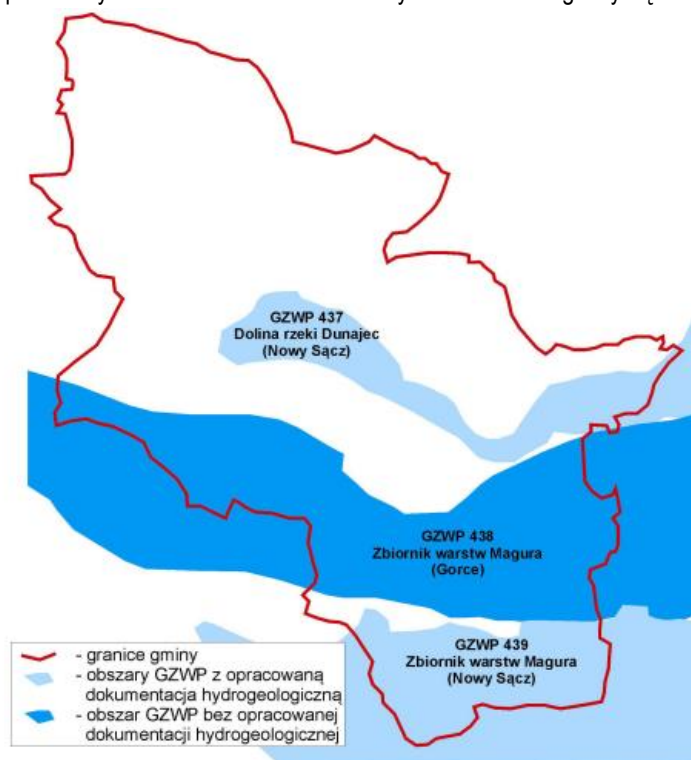 GZWP 437
Dolina rzeki Dunajec
(Nowy Sącz)
GZWP 438
Zbiornik warstw Magura
(Gorce)
GZWP 439
Zbiornik warstw Magura
(Nowy Sącz)
- granice gminy
- obszary GZWP z opracowaną
dokumentacja hydrogeologiczną
- obszar GZWP bez opracowanej
dokumentacji hydrogeologicznej